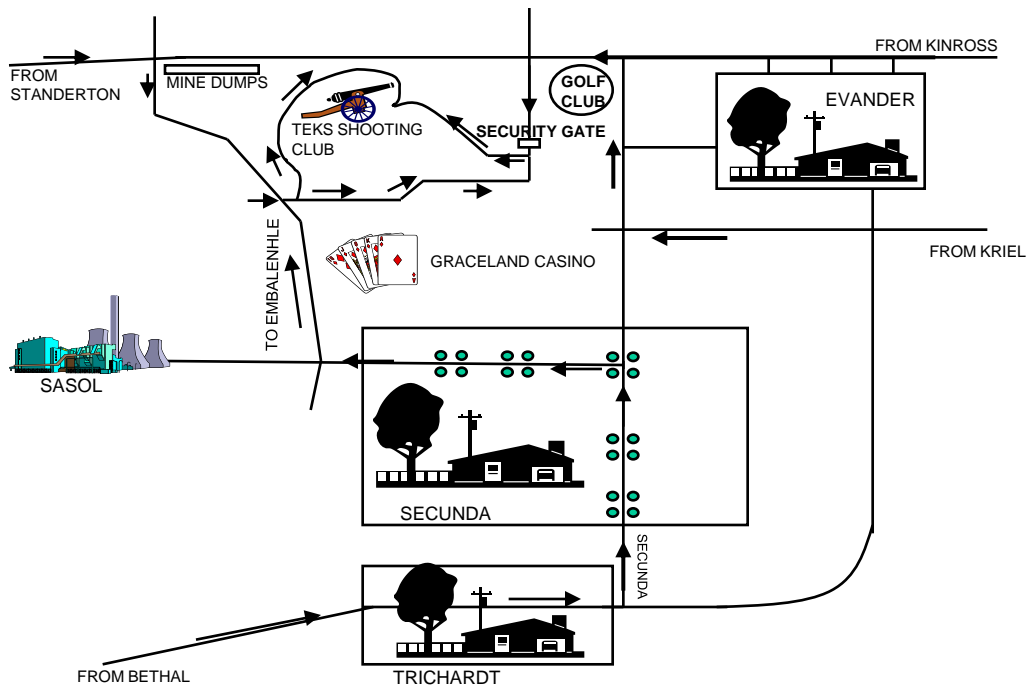 FROM KINROSS
FROM
STANDERTON
MINE DUMPS
GOLF
CLUB
EVANDER
TEKS SHOOTING
CLUB
SECURITY GATE
FROM KRIEL
GRACELAND CASINO
TO EMBALENHLE
SASOL
SECUNDA
SECUNDA
FROM BETHAL
TRICHARDT